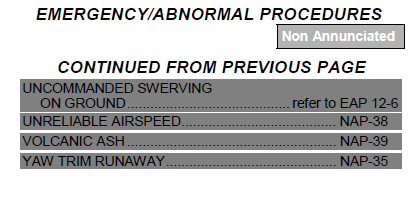 EMERGENCY/ABNORMAL PROCEDURES
Non Annunciated
CONTINUED FROM PREVIOUS PAGE
UNCOMMANDED SWERVING
ON GROUND....................................... refer to EAP 12-6
UNRELIABLE AIRSPEED..................................... NAP-38
VOLCANIC ASH.................................................. NAP-39
YAW TRIM RUNAWAY......................................... NAP-35